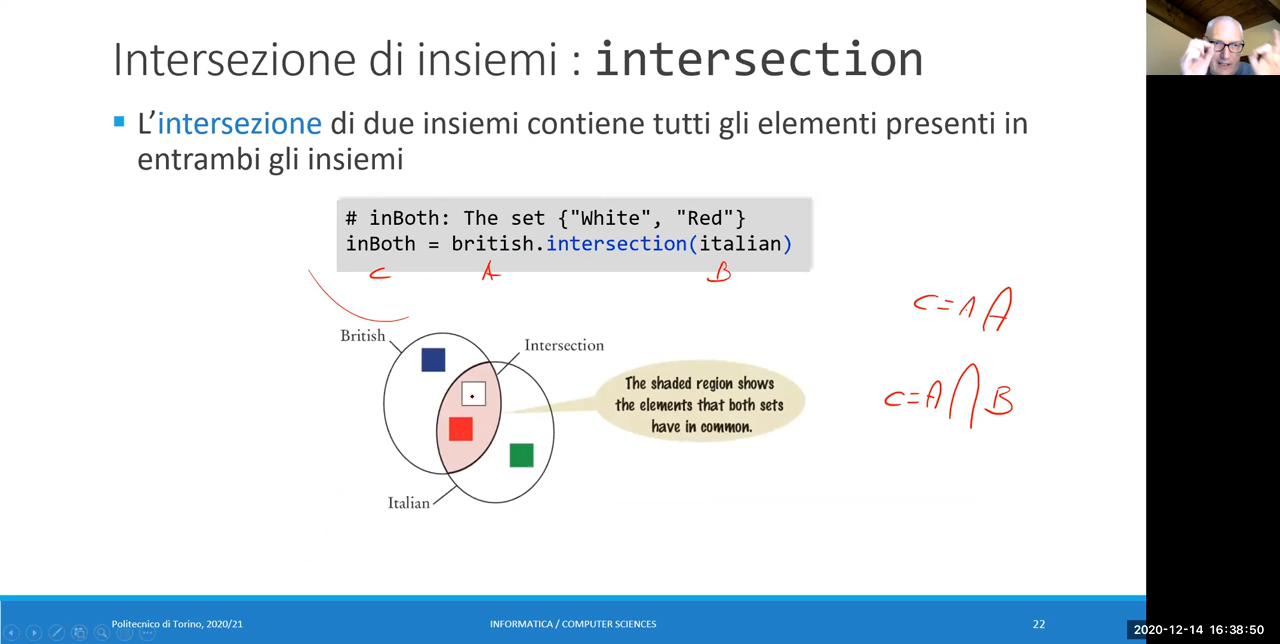 Intersezione di insiemi : intersection
L'intersezione di due insiemi contiene tutti gli elementi presenti in
entrambi gli insiemi
# inBoth: The set {"White", "Red"}
inBoth = british.intersection(italian)
C A B
C=A A
C=A ∩ B
British
Intersection
The shaded region shows
the elements that both sets
have in common.
Italian
Politecnico di Torino, 2020/21
INFORMATICA / COMPUTER SCIENCES
22
2020-12-14 16:38:50